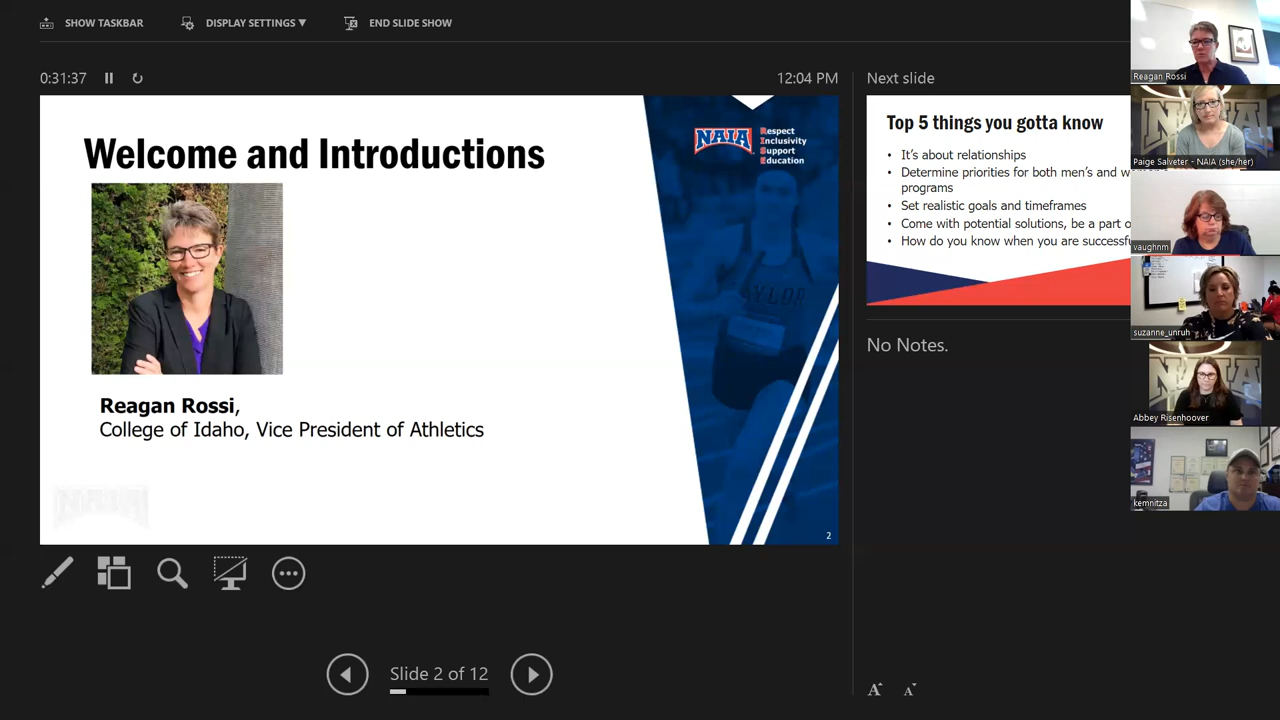 SHOW TASKBAR
DISPLAY SETTINGS ▼
END SLIDE SHOW
0:31:37
12:04 PM
Welcome and Introductions
NAIA
Respect
Inclusivity
Support
Education
Reagan Rossi,
College of Idaho, Vice President of Athletics
NAIA
2
Slide 2 of 12
Next slide
Top 5 things you gotta know
• It's about relationships
• Determine priorities for both men's and
programs
• Set realistic goals and timeframes
• Come with potential solutions, be a part
• How do you know when you are
No Notes.
A A
Reagan Rossi
NAIA
Paige Salveter - NAIA (she/her)
vaughnm
suzanne_unruh
NAIA
Abbey Risenhoover
kemnitza